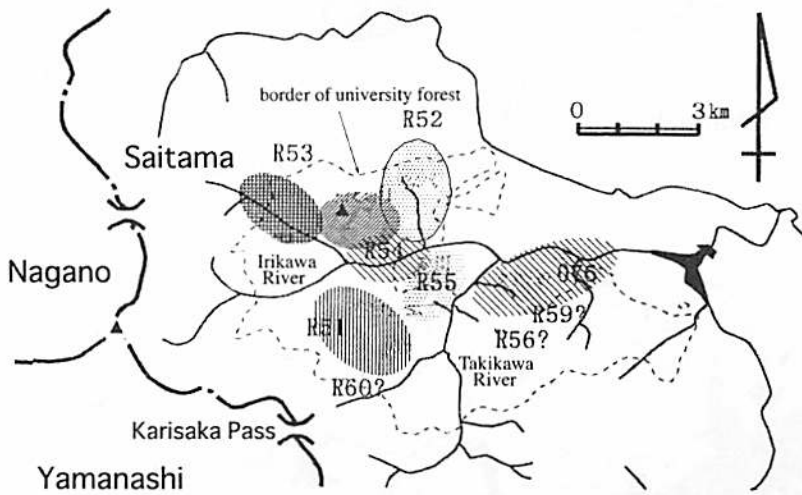 border of university forest
R52
0 3km
Saitama
R53
R54
Irikawa
River
Nagano
R55
076
R51
R59?
R56?
Takikawa
River
R60?
Karisaka Pass
Yamanashi